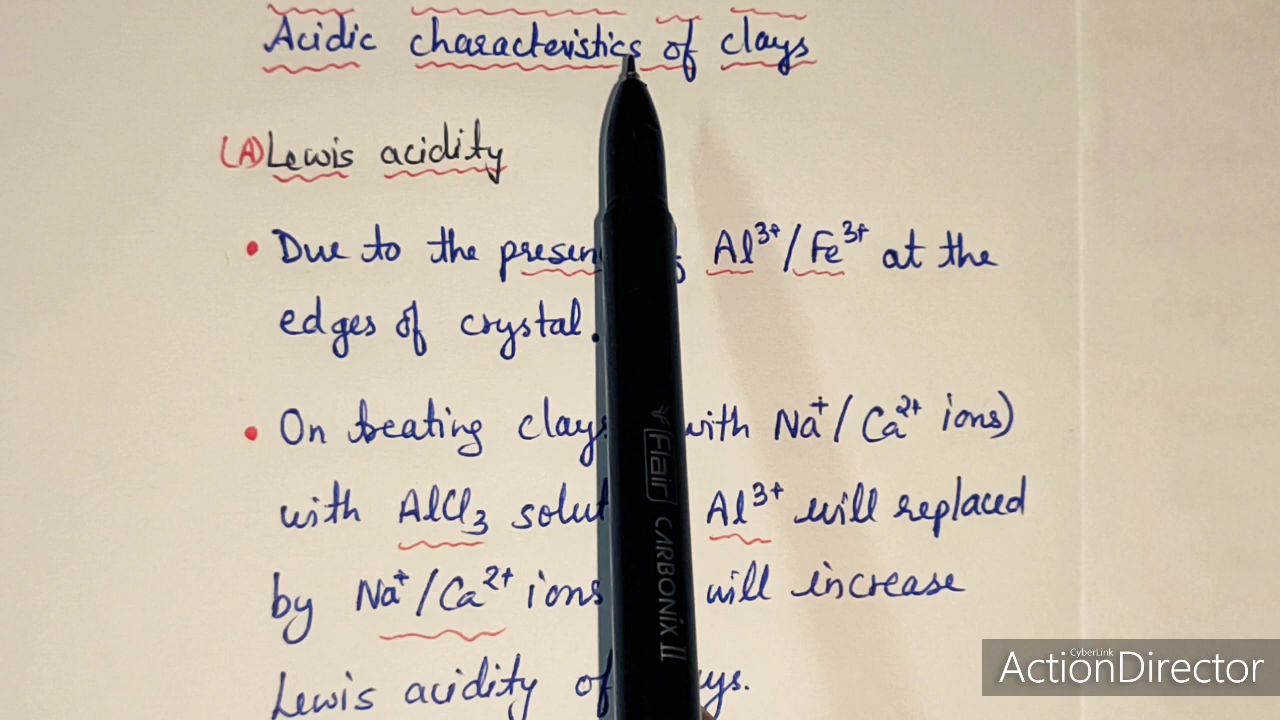 Acidic characteristics of clays
(A) Lewis acidity
• Due to the presen Al³⁺/Fe³⁺ at the
edges of crystal.
• On treating clays with Na⁺/Ca²⁺ ions)
with AlCl₃ solut Al³⁺ will replaced
by Na⁺/Ca²⁺ ions will increase
Lewis acidity of ys.
Flair CARBONIX II
CyberLink
ActionDirector